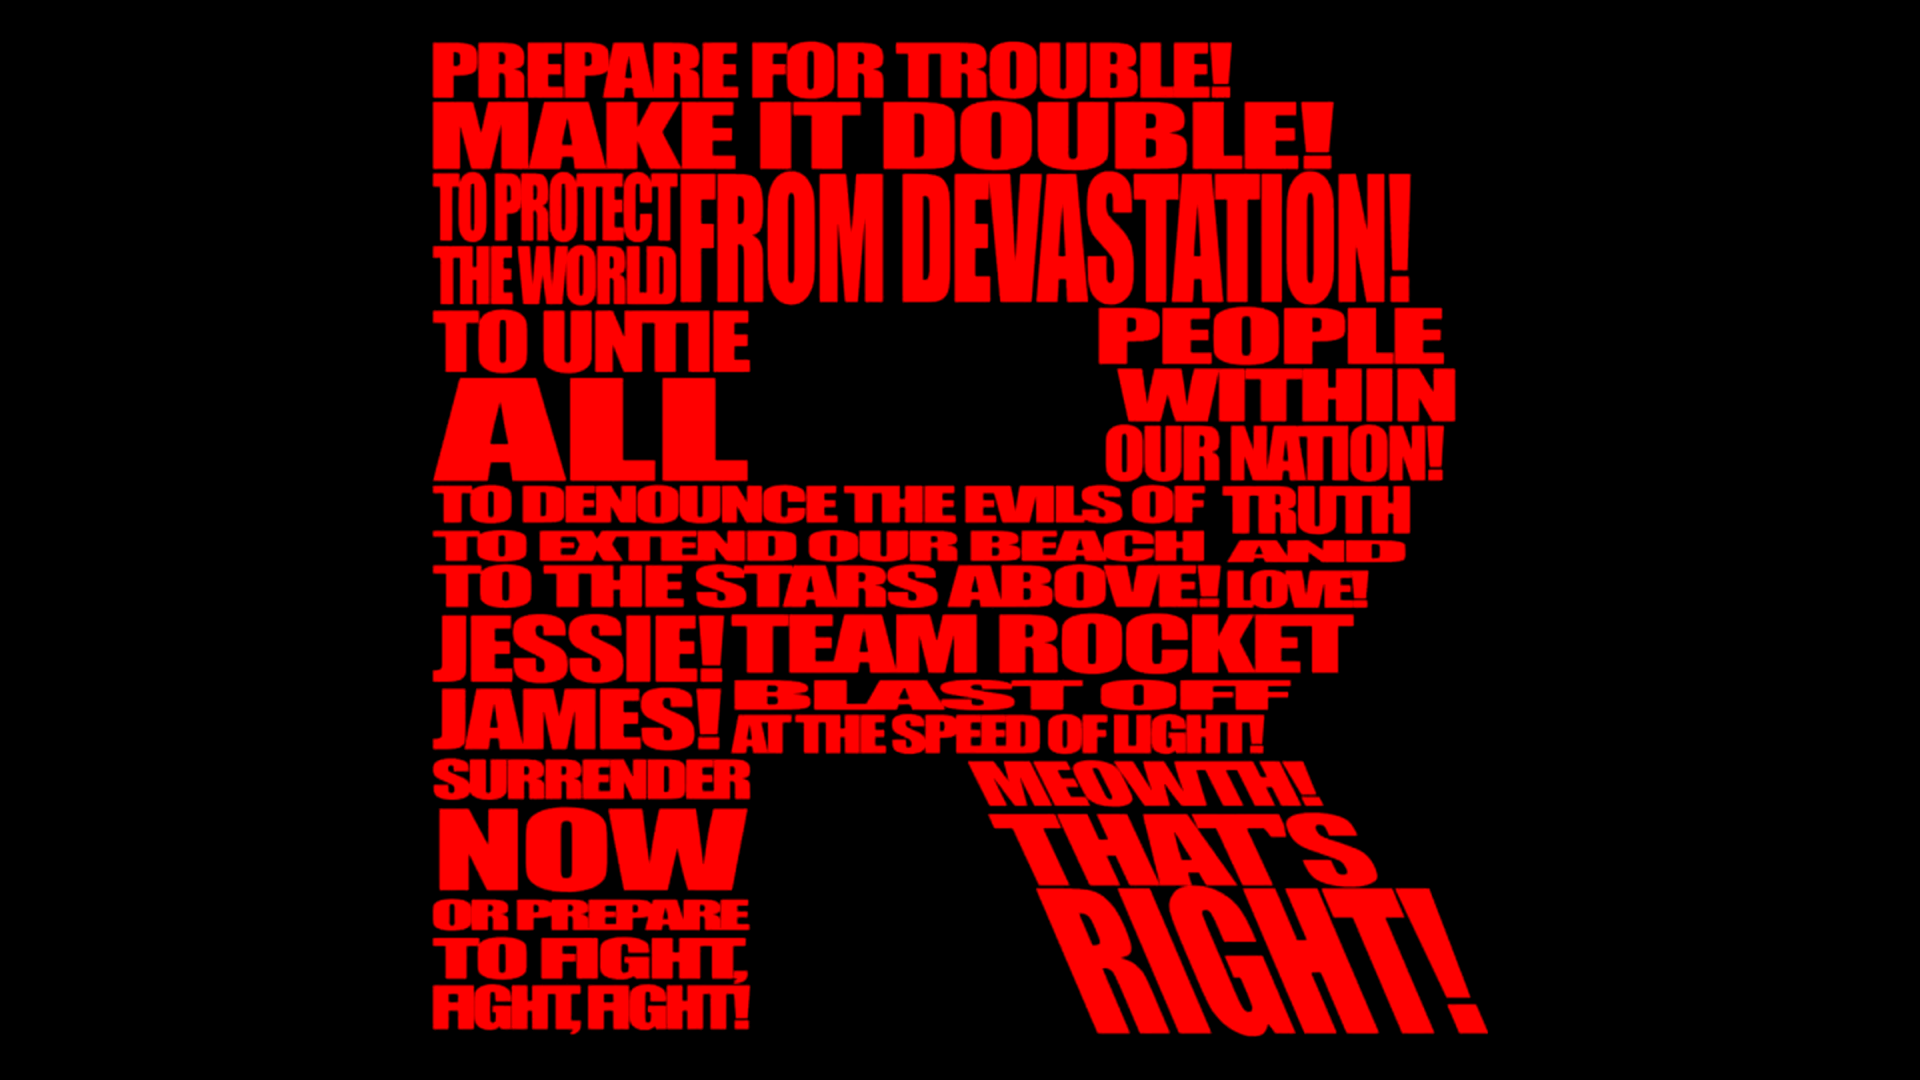 PREPARE FOR TROUBLE!
MAKE IT DOUBLE!
TO PROTECT
THE WORLD
FROM DEVASTATION!
TO UNTIE
ALL
PEOPLE
WITHIN
OUR NATION!
TO DENOUNCE THE EVILS OF
TRUTH
AND
LOVE!
TO EXTEND OUR BEACH
TO THE STARS ABOVE!
JESSIE!
JAMES!
TEAM ROCKET
BLAST OFF
AT THE SPEED OF LIGHT!
SURRENDER
NOW
OR PREPARE
TO FIGHT,
FIGHT, FIGHT!
MEOWTH!
THAT'S
RIGHT!